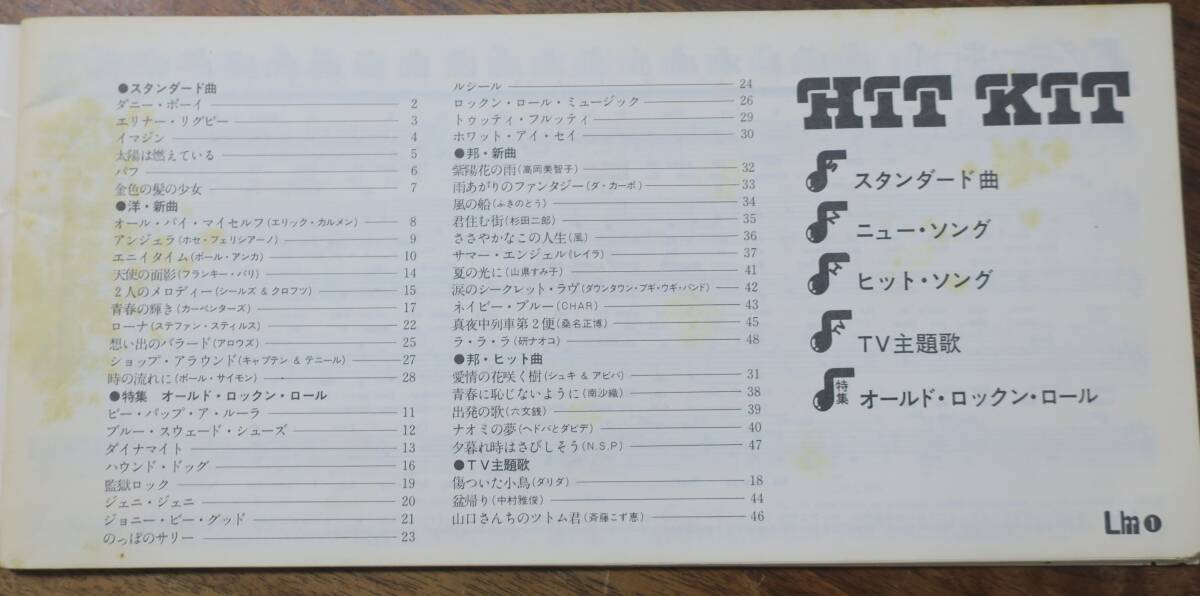 ●スタンダード曲
ダニー・ボーイ 2
エリナー・リグビー 3
イマジン 4
太陽は燃えている 5
パフ 6
金色の髪の少女 7
●洋・新曲
オール・バイ・マイセルフ(エリック・カルメン) 8
アンジェラ(ホセ・フェリシアーノ) 9
エニイタイム(ポール・アンカ) 10
天使の面影(フランキー・バリ) 14
2人のメロディー(シールズ & クロフツ) 15
青春の輝き(カーペンターズ) 17
ローナ(ステファン・スティルス) 22
想い出のバラード(アロウズ) 25
ショップ・アラウンド(キャプテン & テニール) 27
時の流れに(ポール・サイモン) 28
●特集 オールド・ロックン・ロール
ビー・バップ・ア・ルーラ 11
ブルー・スウェード・シューズ 12
ダイナマイト 13
ハウンド・ドッグ 16
監獄ロック 19
ジェニ・ジェニ 20
ジョニー・ビー・グッド 21
のっぽのサリー 23
ルシール 24
ロックン・ロール・ミュージック 26
トゥッティ・フルッティ 29
ホワット・アイ・セイ 30
●邦・新曲
紫陽花の雨(高岡美智子) 32
雨あがりのファンタジー(ダ・カーポ) 33
風の船(ふきのとう) 34
君住む街(杉田二郎) 35
ささやかなこの人生(風) 36
サマー・エンジェル(レイラ) 37
夏の光に(山県すみ子) 41
涙のシークレット・ラヴ(ダウンタウン・ブギ・ウギ・バンド) 42
ネイビー・ブルー(CHAR) 43
真夜中列車第2便(桑名正博) 45
ラ・ラ・ラ(研ナオコ) 48
●邦・ヒット曲
愛情の花咲く樹(シュキ & アビバ) 31
青春に恥じないように(南沙織) 38
出発の歌(六文銭) 39
ナオミの夢(ヘドバとダビデ) 40
夕暮れ時はさびしそう(N.S.P) 47
●TV主題歌
傷ついた小鳥(ダリダ) 18
盆帰り(中村雅俊) 44
山口さんちのツトム君(斉藤こず恵) 46
HIT KIT
スタンダード曲
ニュー・ソング
ヒット・ソング
TV主題歌
特集 オールド・ロックン・ロール
Lm❶